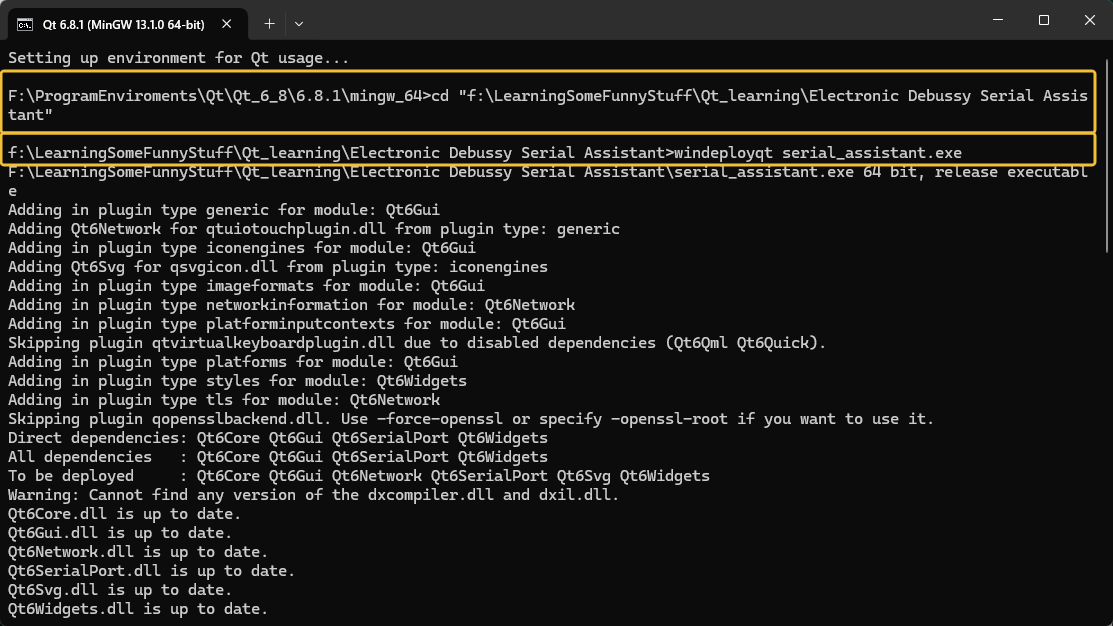 Qt 6.8.1 (MinGW 13.1.0 64-bit)
Setting up environment for Qt usage...
F:\ProgramEnviroments\Qt\Qt_6_8\6.8.1\mingw_64>cd "f:\LearningSomeFunnyStuff\Qt_learning\Electronic Debussy Serial Assis
tant"
f:\LearningSomeFunnyStuff\Qt_learning\Electronic Debussy Serial Assistant>windeployqt serial_assistant.exe
F:\LearningSomeFunnyStuff\Qt_learning\Electronic Debussy Serial Assistant\serial_assistant.exe 64 bit, release executabl
e
Adding in plugin type generic for module: Qt6Gui
Adding Qt6Network for qtuiotouchplugin.dll from plugin type: generic
Adding in plugin type iconengines for module: Qt6Gui
Adding Qt6Svg for qsvgicon.dll from plugin type: iconengines
Adding in plugin type imageformats for module: Qt6Gui
Adding in plugin type networkinformation for module: Qt6Network
Adding in plugin type platforminputcontexts for module: Qt6Gui
Skipping plugin qtvirtualkeyboardplugin.dll due to disabled dependencies (Qt6Qml Qt6Quick).
Adding in plugin type platforms for module: Qt6Gui
Adding in plugin type styles for module: Qt6Widgets
Adding in plugin type tls for module: Qt6Network
Skipping plugin qopensslbackend.dll. Use -force-openssl or specify -openssl-root if you want to use it.
Direct dependencies: Qt6Core Qt6Gui Qt6SerialPort Qt6Widgets
All dependencies   : Qt6Core Qt6Gui Qt6SerialPort Qt6Widgets
To be deployed     : Qt6Core Qt6Gui Qt6Network Qt6SerialPort Qt6Svg Qt6Widgets
Warning: Cannot find any version of the dxcompiler.dll and dxil.dll.
Qt6Core.dll is up to date.
Qt6Gui.dll is up to date.
Qt6Network.dll is up to date.
Qt6SerialPort.dll is up to date.
Qt6Svg.dll is up to date.
Qt6Widgets.dll is up to date.